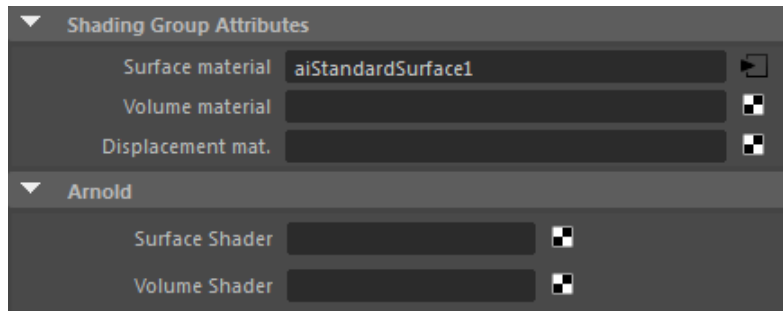 Shading Group Attributes
Surface material aiStandardSurface1
Volume material
Displacement mat.
Arnold
Surface Shader
Volume Shader